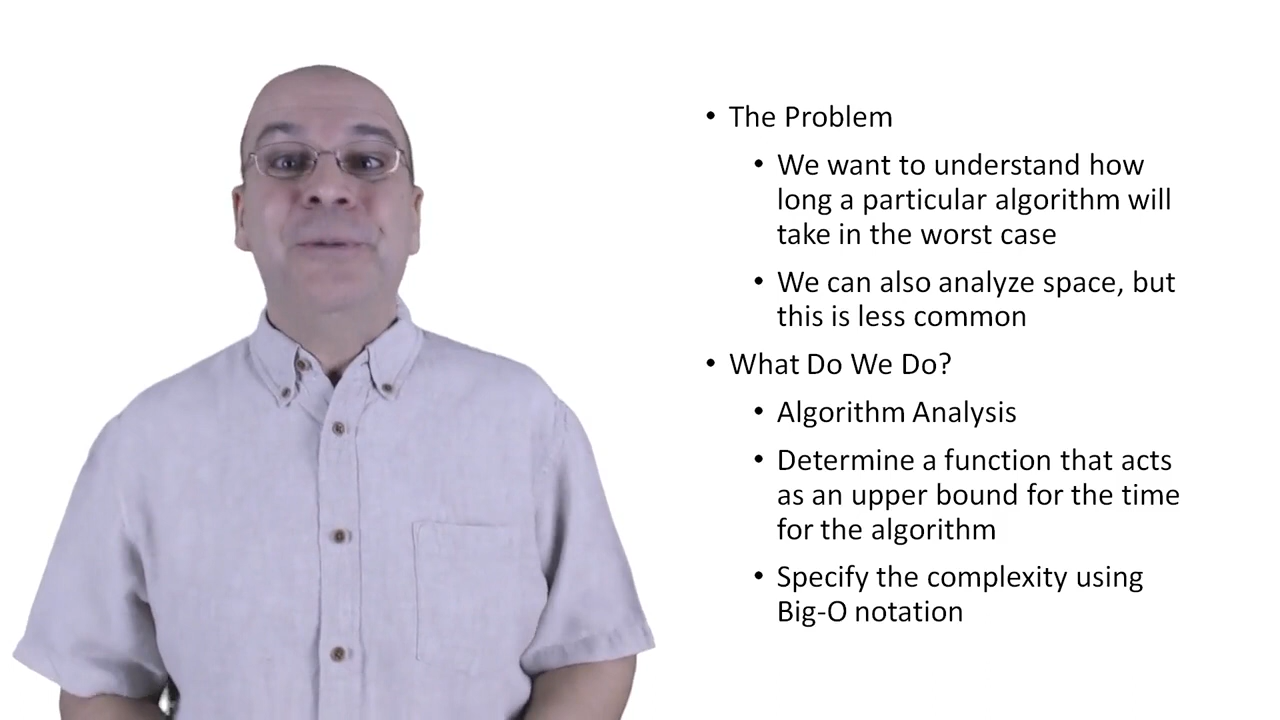 • The Problem
• We want to understand how
long a particular algorithm will
take in the worst case
• We can also analyze space, but
this is less common
• What Do We Do?
• Algorithm Analysis
• Determine a function that acts
as an upper bound for the time
for the algorithm
• Specify the complexity using
Big-O notation